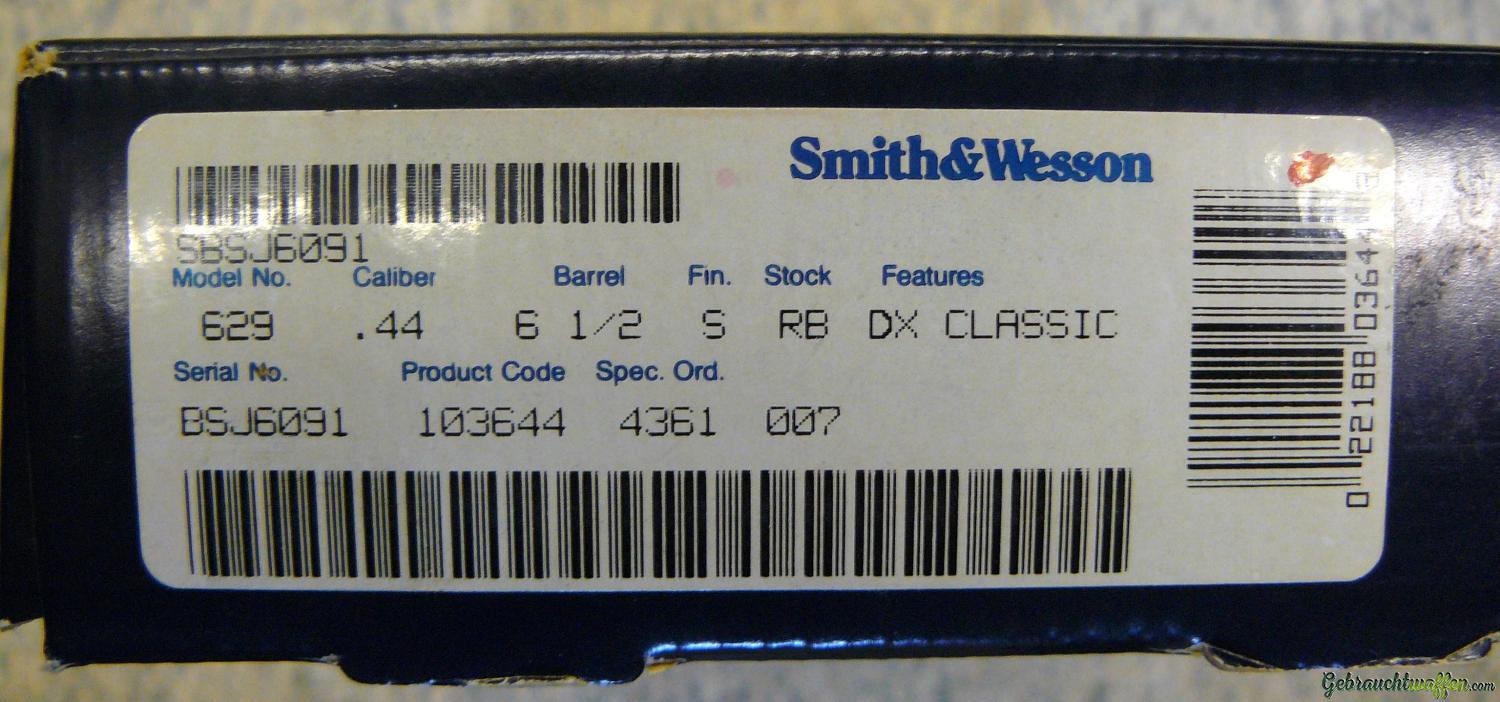 Smith&Wesson
SBSJ6091
Model No. Caliber Barrel Fin. Stock Features
629 .44 6 1/2 S RB DX CLASSIC
Serial No. Product Code Spec. Ord.
BSJ6091 103644 4361 007
0 22188 03644
Gebrauchtwaffen.com